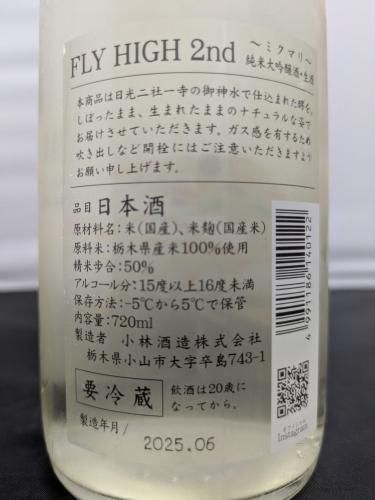 FLY HIGH 2nd
～ミクマリ～
純米大吟醸酒・生酒
本商品は日光二社一寺の御神水で仕込まれた醪を、
しぼったまま、生まれたままのナチュラルな姿で
お届けさせていただきます。ガス感を有するため
吹き出しなど開栓にはご注意いただきますよう
お願い申し上げます。
品目 日本酒
原材料名：米（国産）、米麹（国産米）
原料米：栃木県産米100%使用
精米歩合：50%
アルコール分：15度以上16度未満
保存方法：-5℃から5℃で保管
内容量：720ml
製造者 小林酒造株式会社
栃木県小山市大字卒島743-1
要冷蔵
飲酒は20歳に
なってから。
製造年月/
2025.06
4 991186 140122
オフィシャル
Instagram